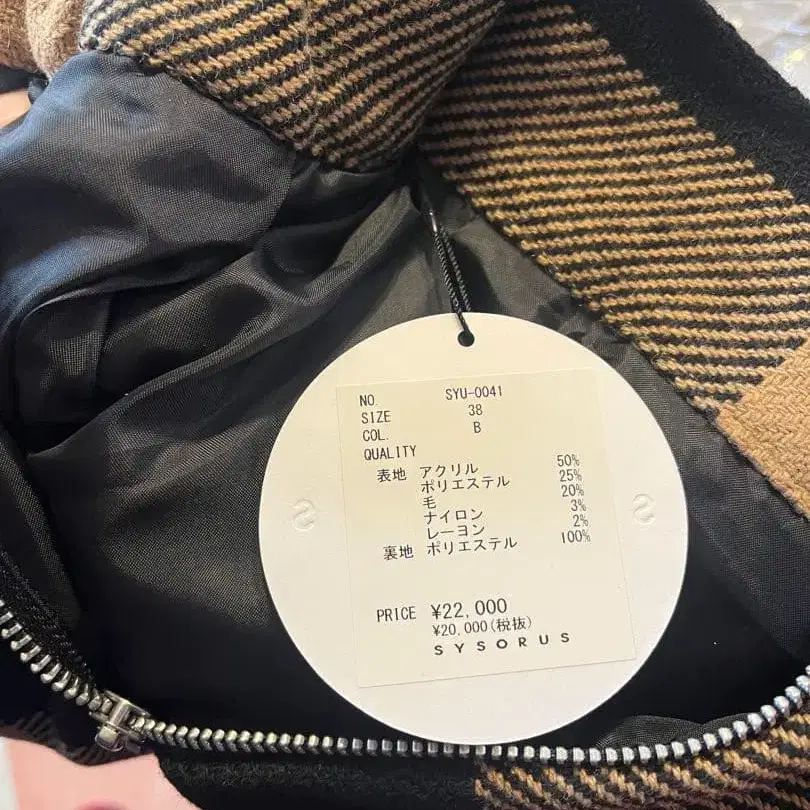 NO. SYU-0041
SIZE 38
COL. B
QUALITY
表地 アクリル 50%
ポリエステル 25%
毛 20%
ナイロン 3%
レーヨン 2%
裏地 ポリエステル 100%
PRICE ¥22,000
¥20,000(税抜)
SYSORUS
S
S